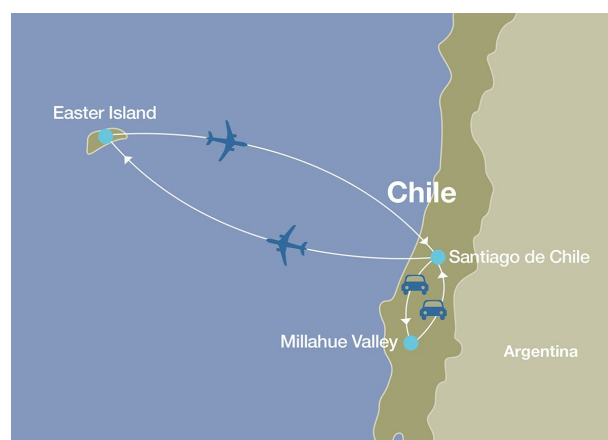 Easter Island
Chile
Santiago de Chile
Millahue Valley
Argentina